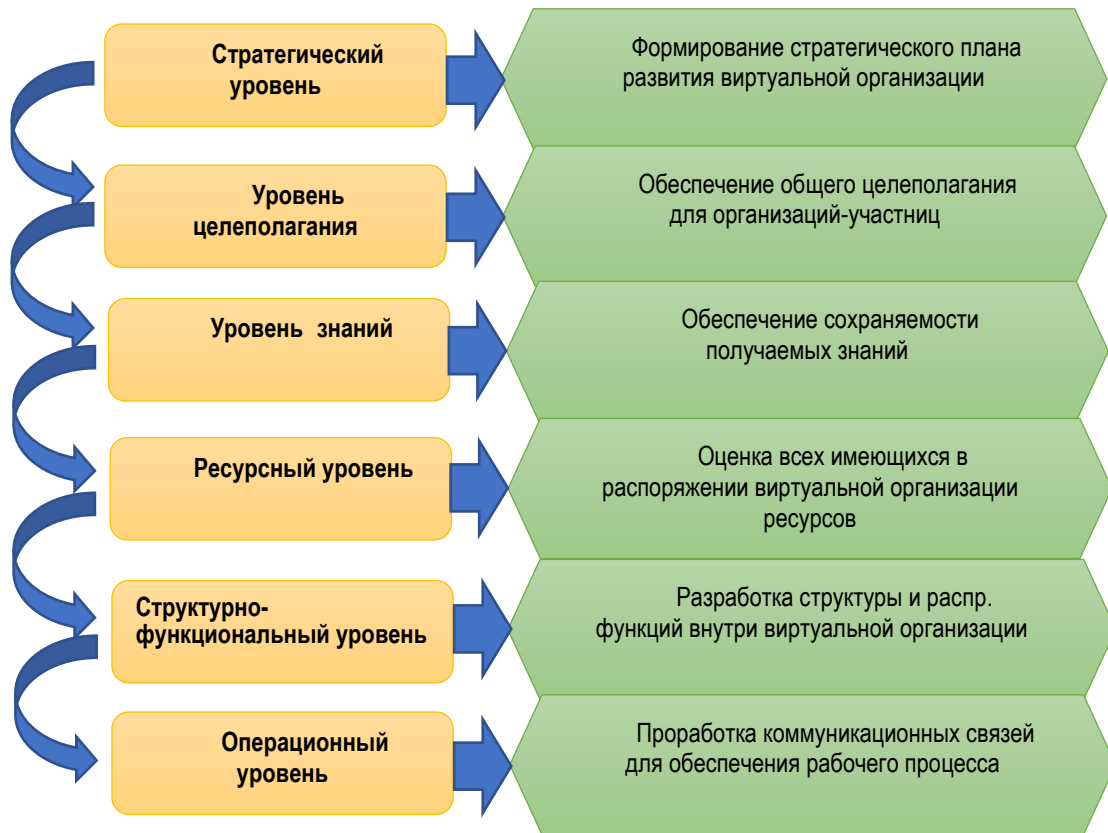 Стратегический
уровень
Формирование стратегического плана
развития виртуальной организации
Уровень
целеполагания
Обеспечение общего целеполагания
для организаций-участниц
Уровень знаний
Обеспечение сохраняемости
получаемых знаний
Ресурсный уровень
Оценка всех имеющихся в
распоряжении виртуальной организации
ресурсов
Структурно-
функциональный уровень
Разработка структуры и распр.
функций внутри виртуальной организации
Операционный
уровень
Проработка коммуникационных связей
для обеспечения рабочего процесса